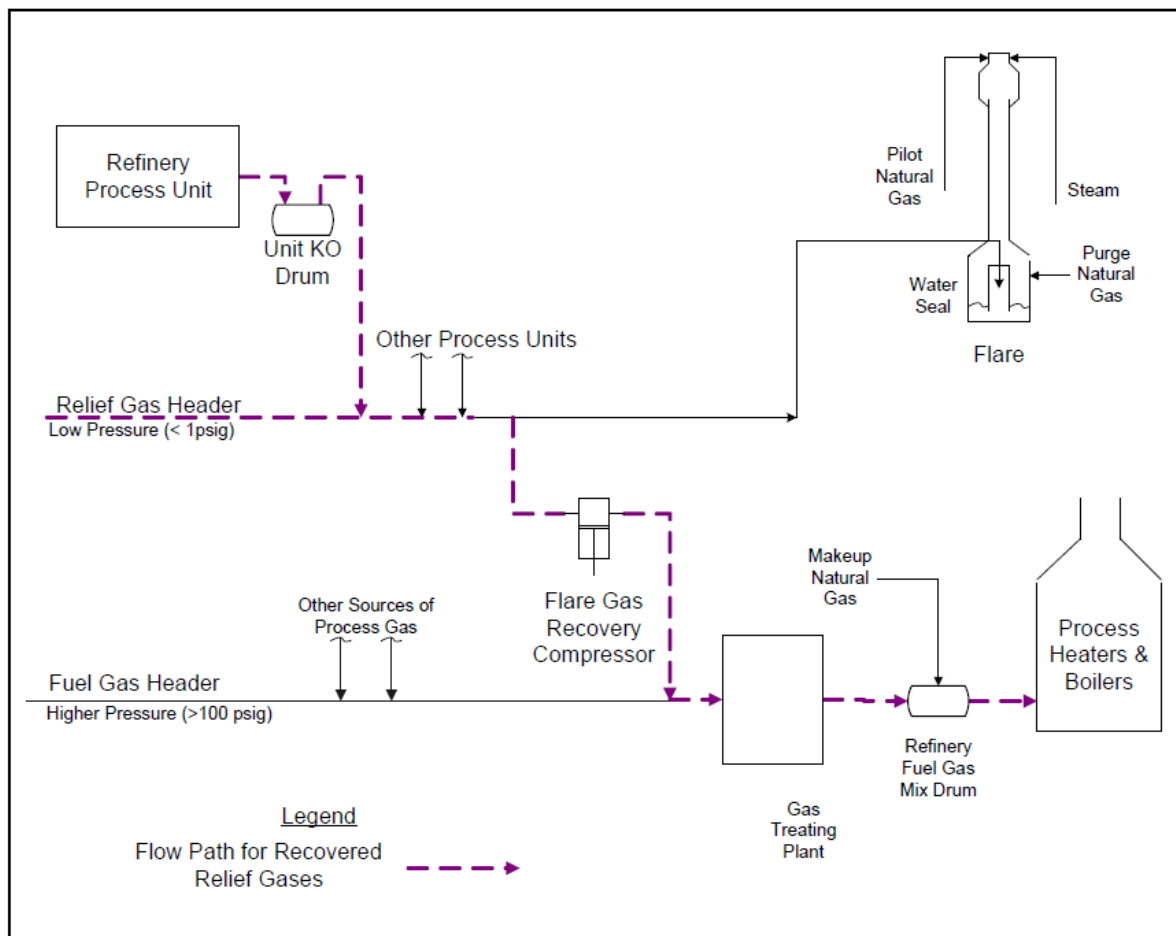 Refinery
Process Unit
Unit KO
Drum
Pilot
Natural
Gas
Steam
Water
Seal
Purge
Natural
Gas
Flare
Other Process Units
Relief Gas Header
Low Pressure (< 1psig)
Flare Gas
Recovery
Compressor
Makeup
Natural
Gas
Process
Heaters &
Boilers
Other Sources of
Process Gas
Fuel Gas Header
Higher Pressure (>100 psig)
Refinery
Fuel Gas
Mix Drum
Gas
Treating
Plant
Legend
Flow Path for Recovered
Relief Gases